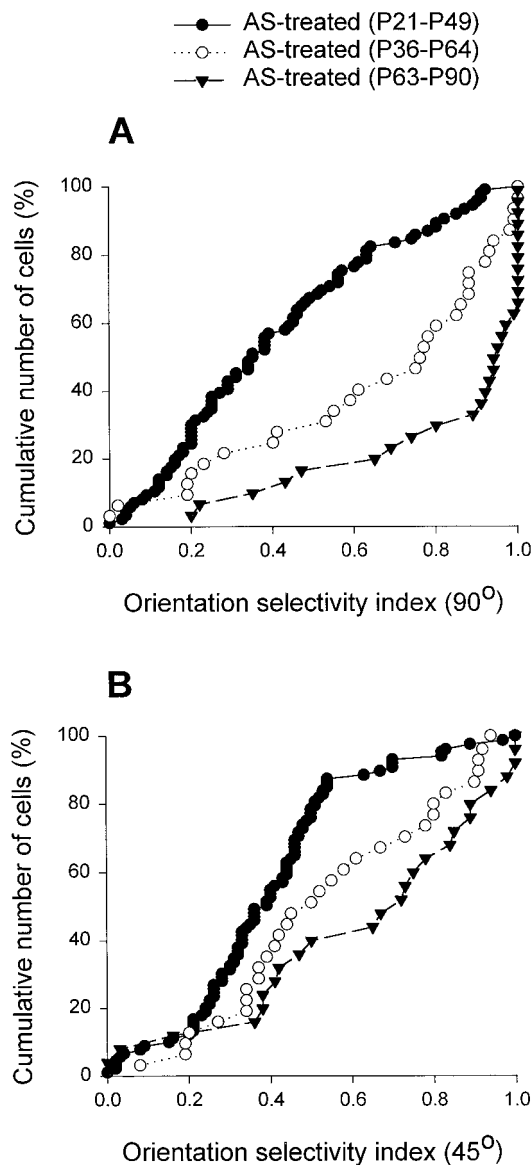 AS-treated (P21-P49)
AS-treated (P36-P64)
AS-treated (P63-P90)
A
Cumulative number of cells (%)
100
80
60
40
20
0
0.0 0.2 0.4 0.6 0.8 1.0
Orientation selectivity index (90⁰)
B
Cumulative number of cells (%)
100
80
60
40
20
0
0.0 0.2 0.4 0.6 0.8 1.0
Orientation selectivity index (45⁰)